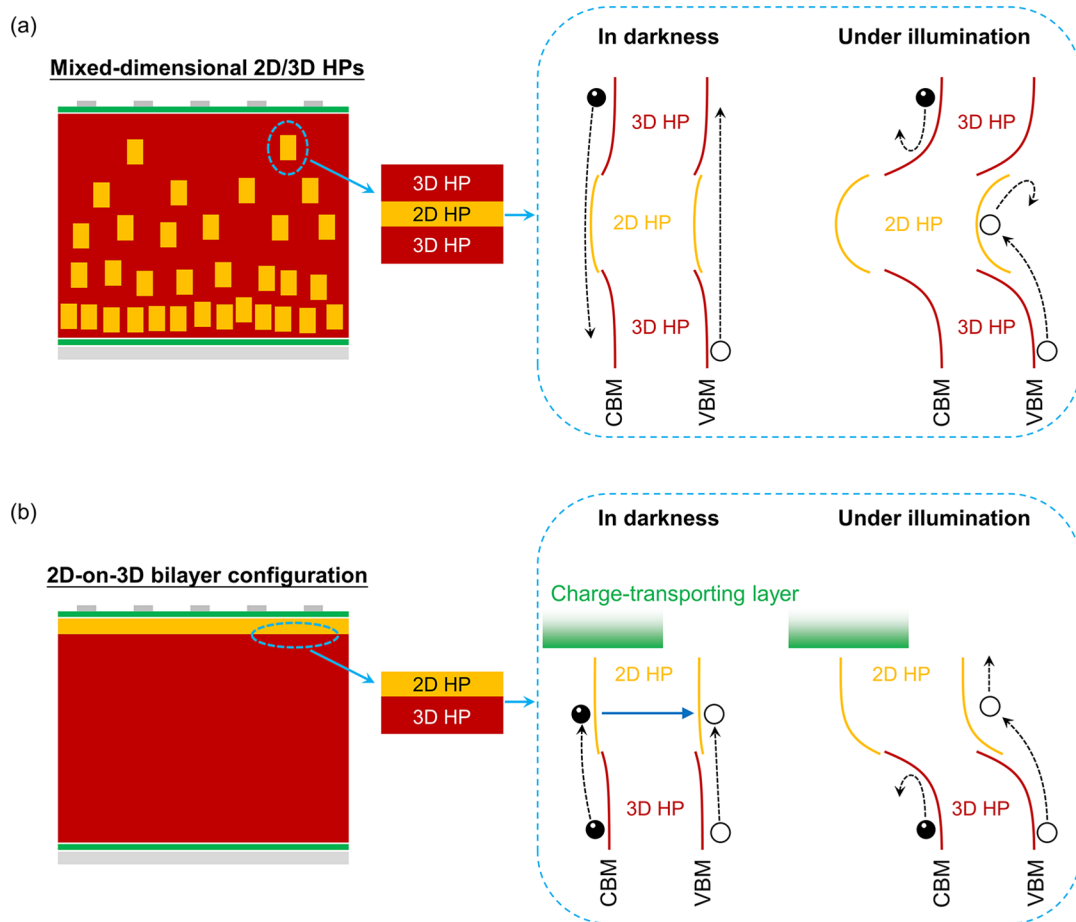 (a)
Mixed-dimensional 2D/3D HPs
3D HP
2D HP
3D HP
In darkness
Under illumination
3D HP
2D HP
3D HP
CBM
VBM
3D HP
2D HP
3D HP
CBM
VBM
(b)
2D-on-3D bilayer configuration
2D HP
3D HP
In darkness
Under illumination
Charge-transporting layer
2D HP
3D HP
CBM
VBM
2D HP
3D HP
CBM
VBM